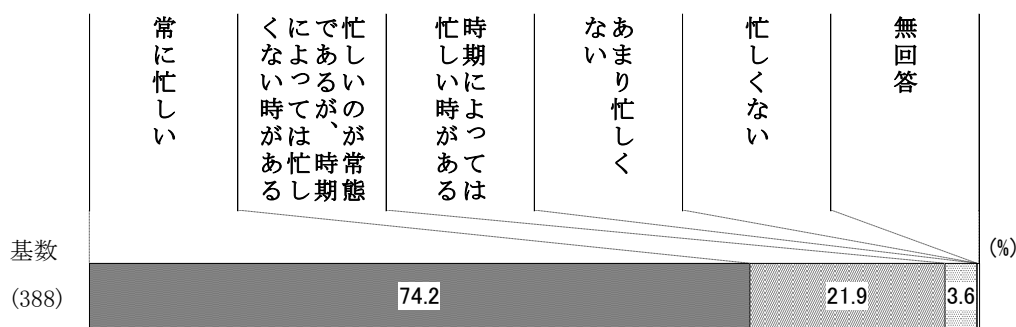 常に忙しい
忙しいのが常態
であるが、時期
によっては忙し
くない時がある
時期によっては
忙しい時がある
あまり忙しく
ない
忙しくない
無回答
(%)
基数
(388)
74.2
21.9
3.6